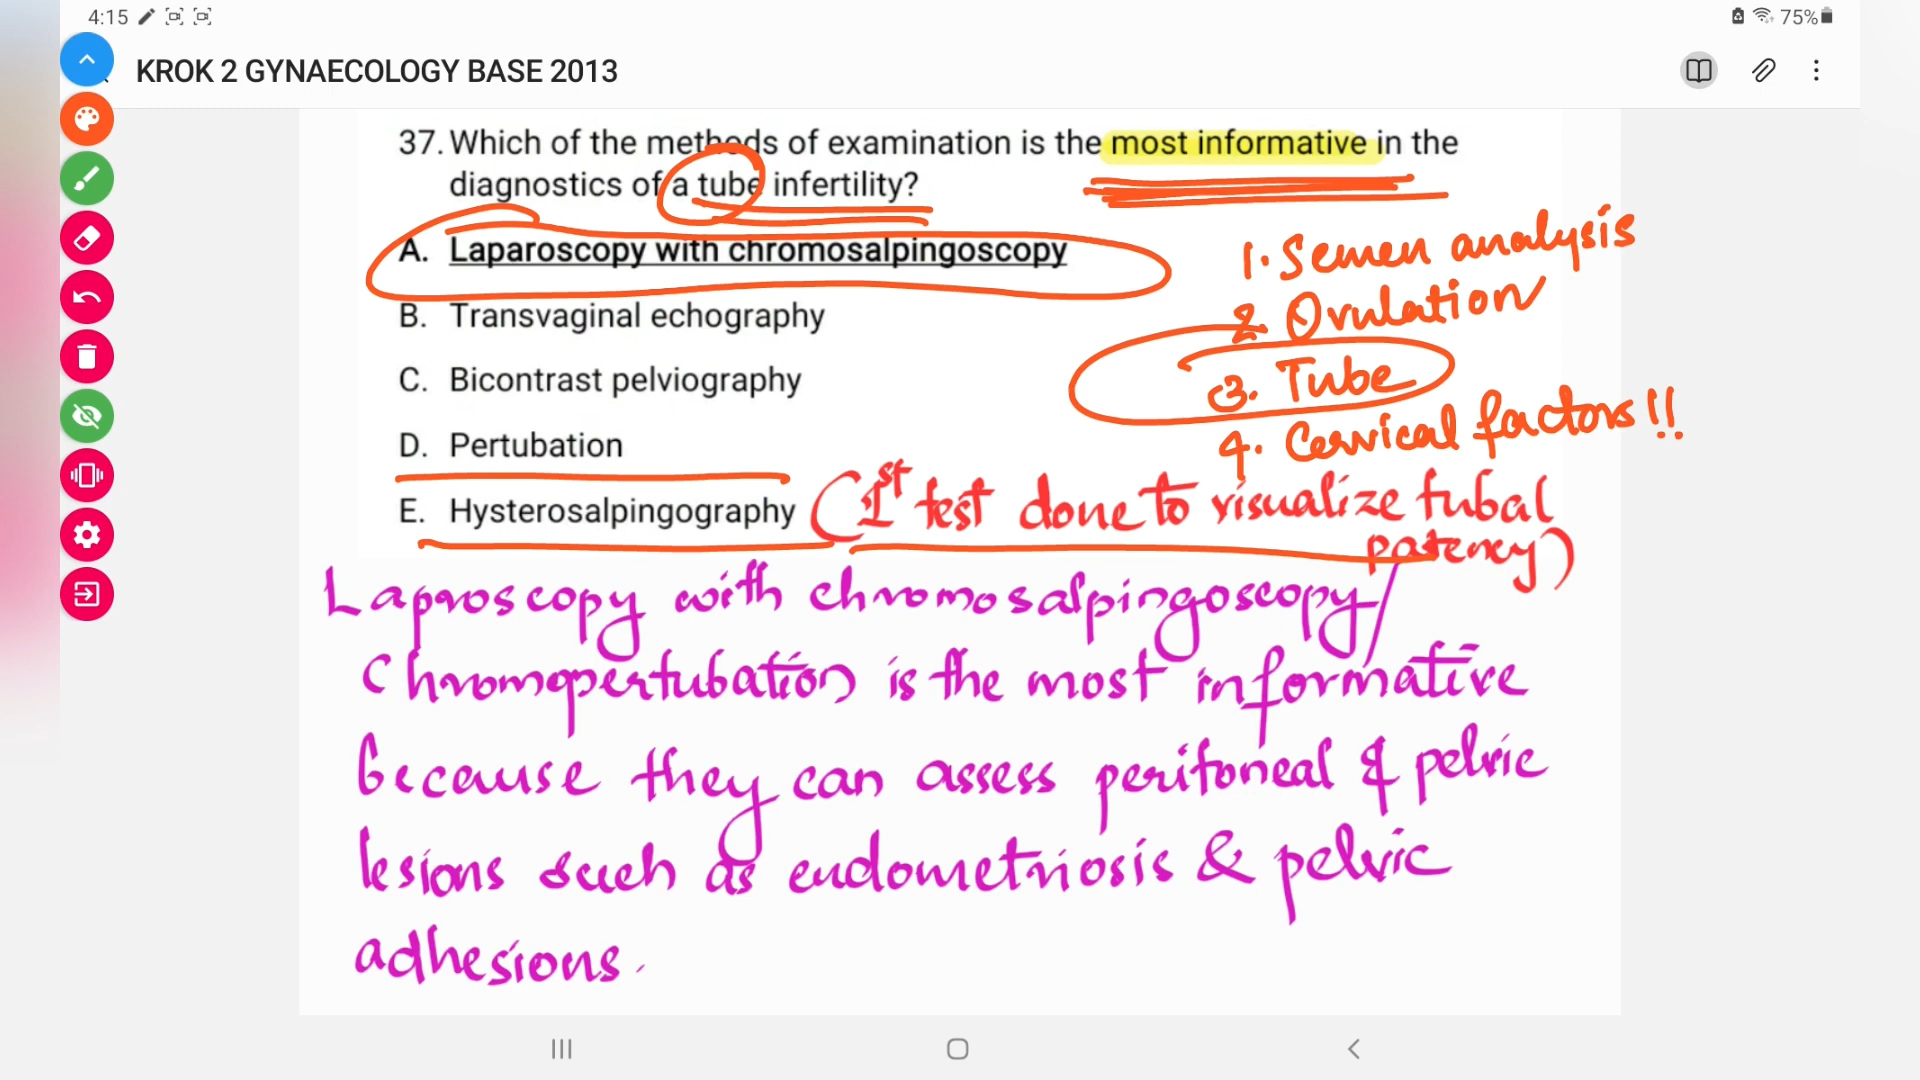 4:15
75%
KROK 2 GYNAECOLOGY BASE 2013
37. Which of the methods of examination is the most informative in the
diagnostics of a tube infertility?
A. Laparoscopy with chromosalpingoscopy
B. Transvaginal echography
C. Bicontrast pelviography
D. Pertubation
E. Hysterosalpingography
1. Semen analysis
2. Ovulation
3. Tube
4. Cervical factors!!
(1st test done to visualize tubal
patency)
Laproscopy with chromosalpingoscopy/
Chromopertubation is the most informative
because they can assess peritoneal & pelvic
lesions such as endometriosis & pelvic
adhesions.